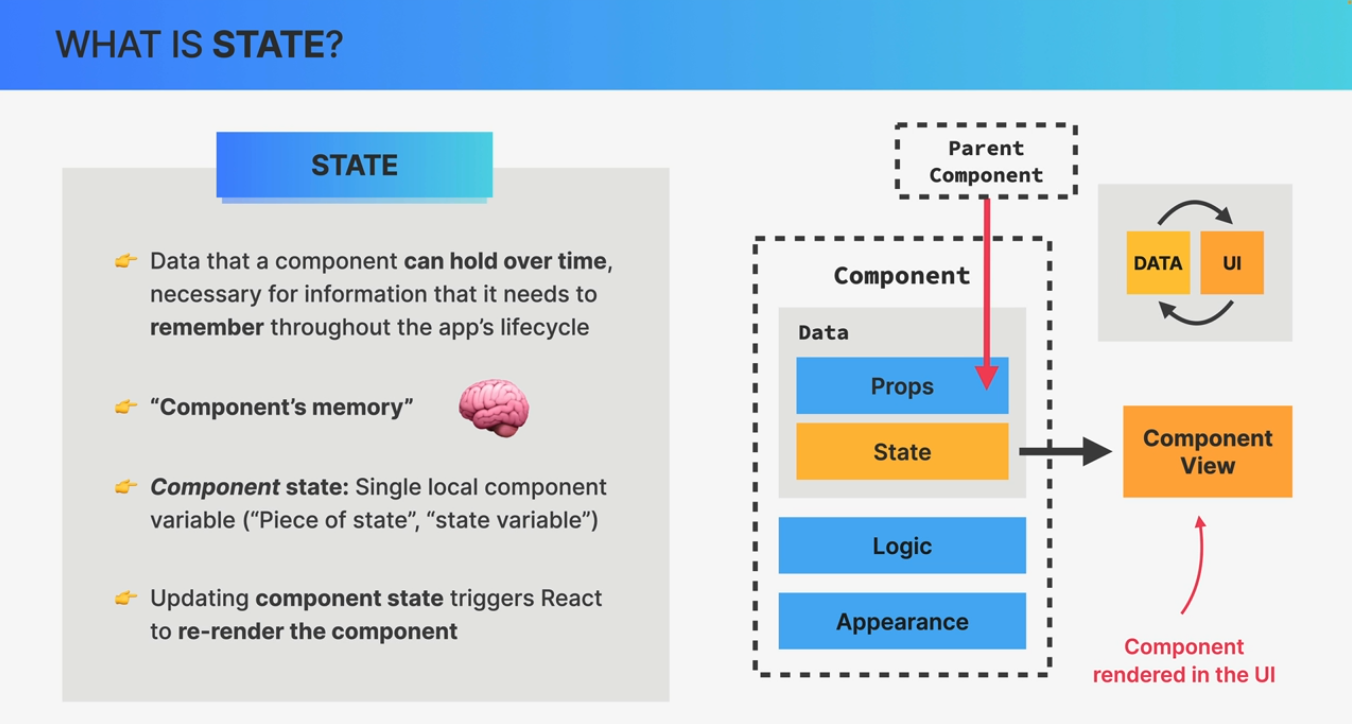 WHAT IS STATE?
STATE
Data that a component can hold over time,
necessary for information that it needs to
remember throughout the app’s lifecycle
“Component’s memory”
Component state: Single local component
variable (“Piece of state”, “state variable”)
Updating component state triggers React
to re-render the component
Parent
Component
Component
Data
Props
State
Logic
Appearance
DATA
UI
Component
View
Component
rendered in the UI